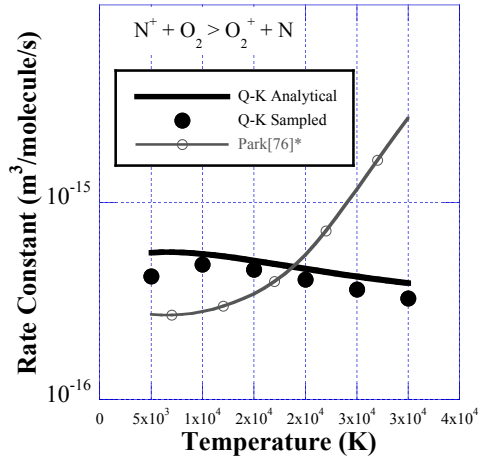 N⁺ + O₂ > O₂⁺ + N
Q-K Analytical
Q-K Sampled
Park[76]*
Rate Constant (m³/molecule/s)
10⁻¹⁵
10⁻¹⁶
0 5x10³ 1x10⁴ 2x10⁴ 2x10⁴ 3x10⁴ 3x10⁴ 4x10⁴
Temperature (K)